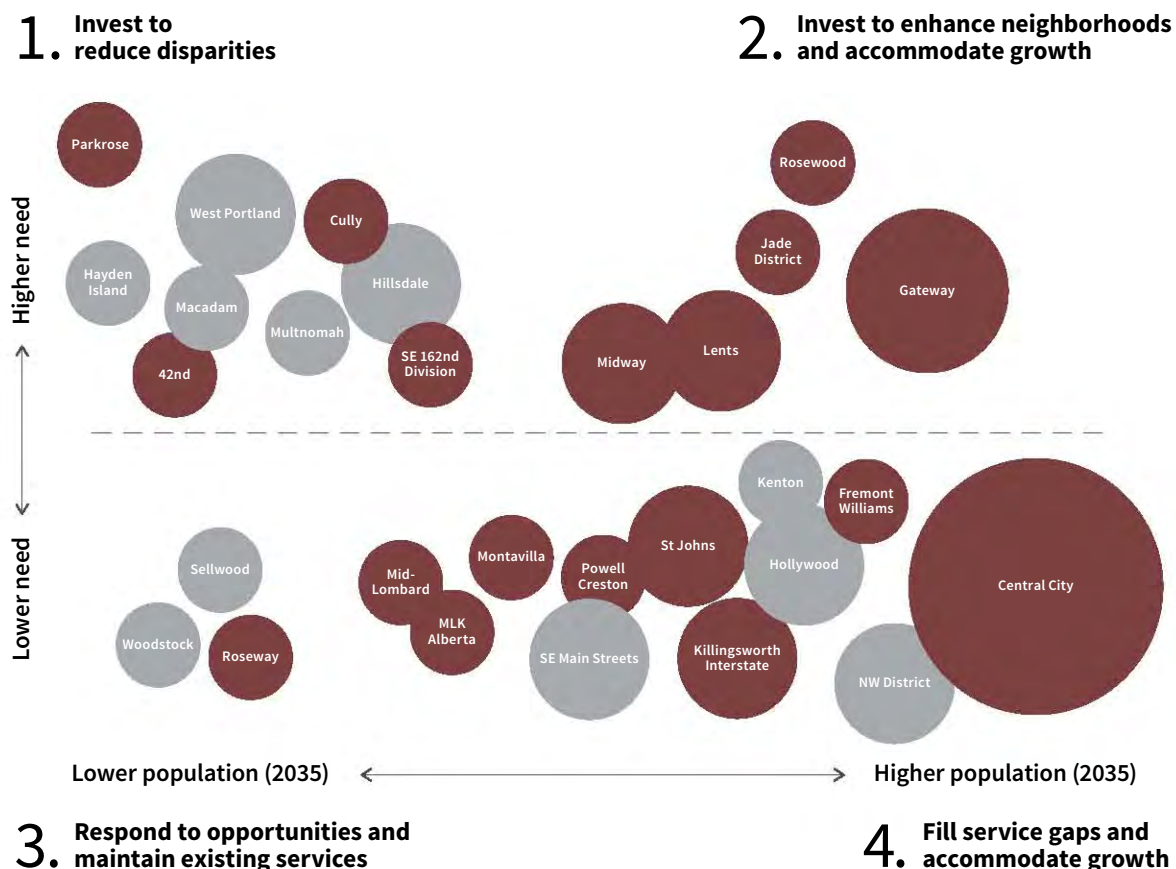 1. Invest to
reduce disparities
2. Invest to enhance neighborhoods
and accommodate growth
Higher need
Lower need
Parkrose
West Portland
Cully
Hayden
Island
Macadam
Hillsdale
Multnomah
42nd
SE 162nd
Division
Rosewood
Jade
District
Gateway
Midway
Lents
Sellwood
Woodstock
Roseway
Mid-
Lombard
MLK
Alberta
Montavilla
Powell
Creston
SE Main Streets
St Johns
Killingsworth
Interstate
Kenton
Hollywood
Fremont
Williams
NW District
Central City
Lower population (2035)
Higher population (2035)
3. Respond to opportunities and
maintain existing services
4. Fill service gaps and
accommodate growth